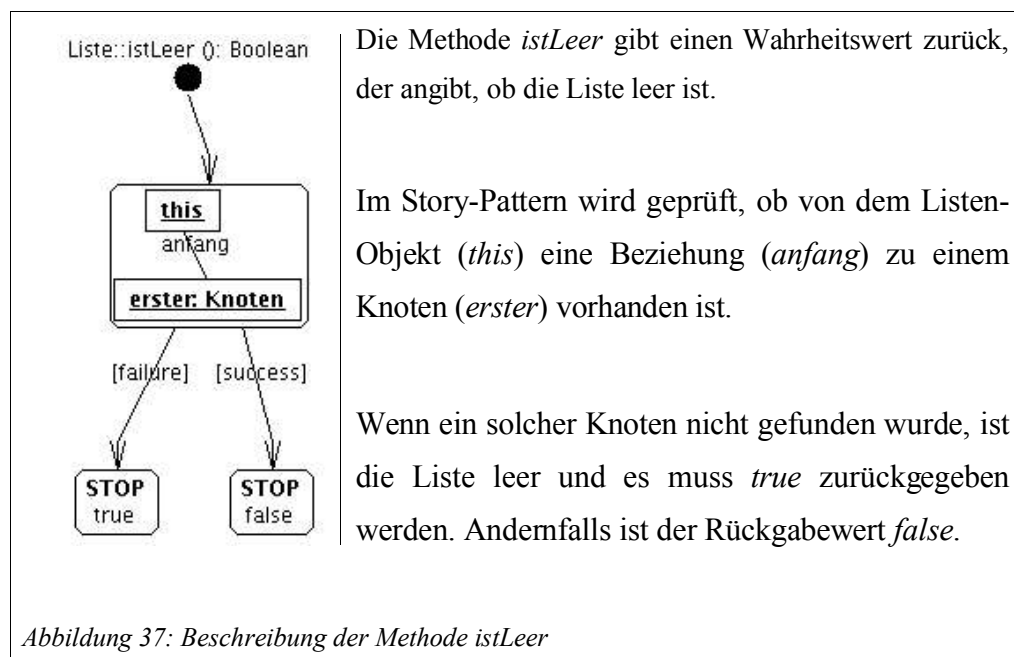 Liste::istLeer (): Boolean
this
anfang
erster: Knoten
[failure] [success]
STOP
true
STOP
false
Die Methode istLeer gibt einen Wahrheitswert zurück,
der angibt, ob die Liste leer ist.
Im Story-Pattern wird geprüft, ob von dem Listen-
Objekt (this) eine Beziehung (anfang) zu einem
Knoten (erster) vorhanden ist.
Wenn ein solcher Knoten nicht gefunden wurde, ist
die Liste leer und es muss true zurückgegeben
werden. Andernfalls ist der Rückgabewert false.
Abbildung 37: Beschreibung der Methode istLeer